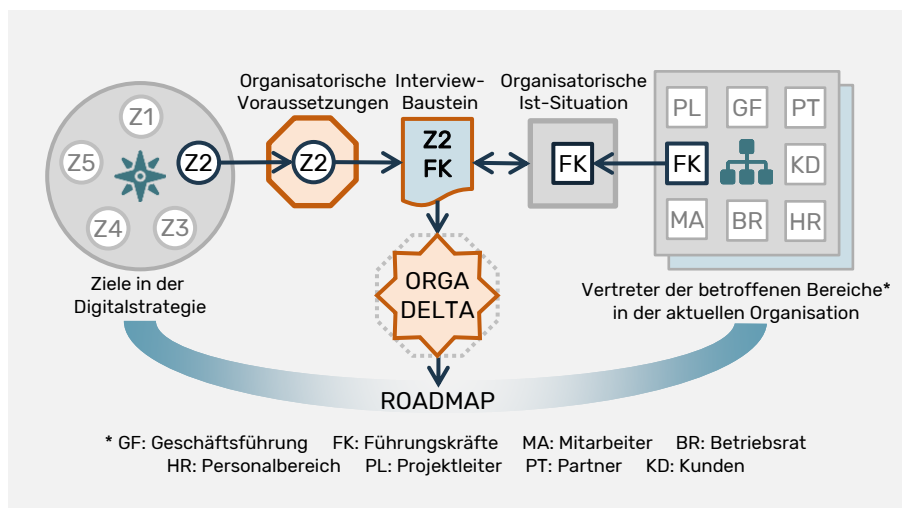 Organisatorische
Voraussetzungen
Interview-
Baustein
Organisatorische
Ist-Situation
Z1
Z5
Z2
Z4
Z3
Z2
Z2
FK
FK
PL
GF
PT
FK
KD
MA
BR
HR
Ziele in der
Digitalstrategie
ORGA
DELTA
Vertreter der betroffenen Bereiche*
in der aktuellen Organisation
ROADMAP
* GF: Geschäftsführung FK: Führungskräfte MA: Mitarbeiter BR: Betriebsrat
HR: Personalbereich PL: Projektleiter PT: Partner KD: Kunden